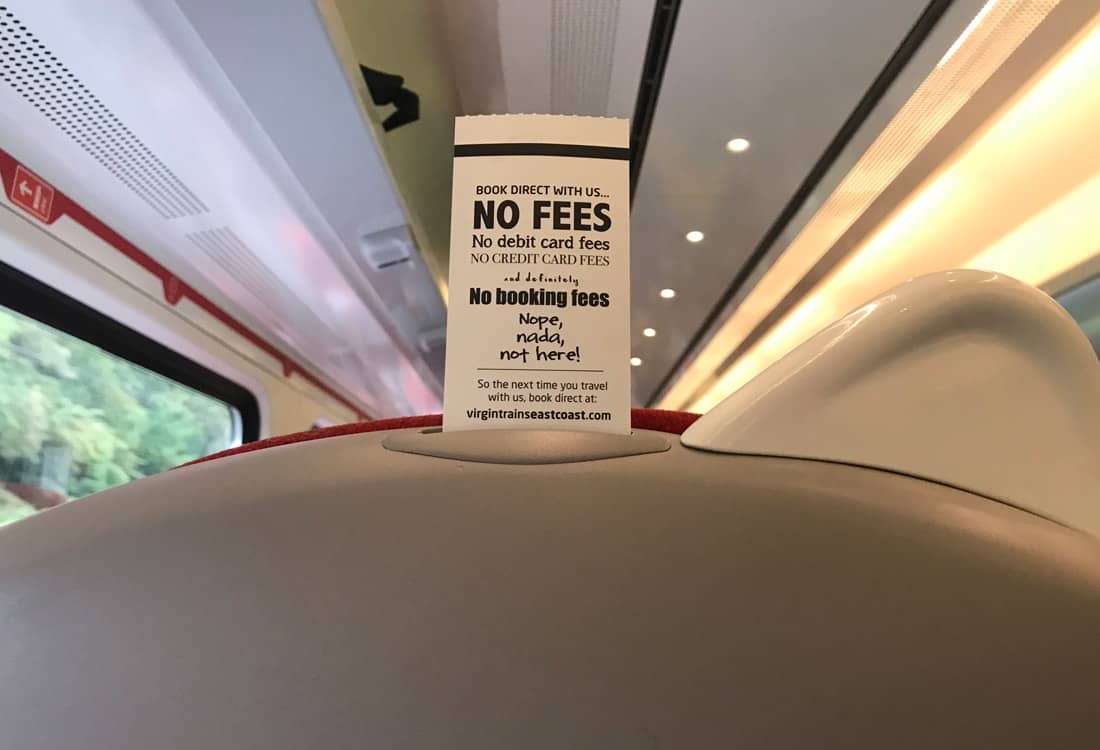 BOOK DIRECT WITH US...
NO FEES
No debit card fees
NO CREDIT CARD FEES
and definitely
No booking fees
Nope,
nada,
not here!
So the next time you travel
with us, book direct at:
virgintrainseastcoast.com